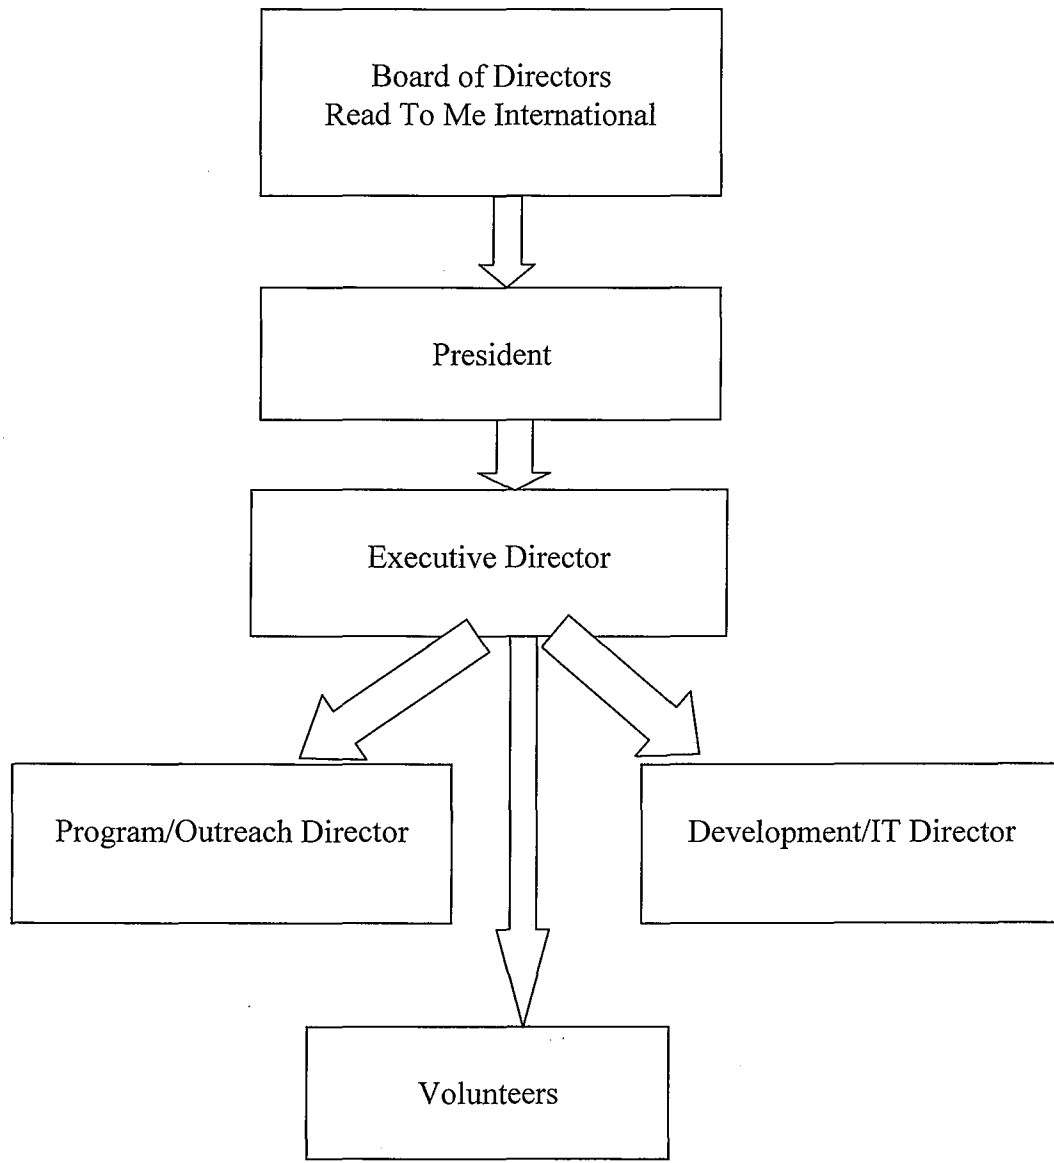 Board of Directors
Read To Me International
President
Executive Director
Program/Outreach Director
Development/IT Director
Volunteers